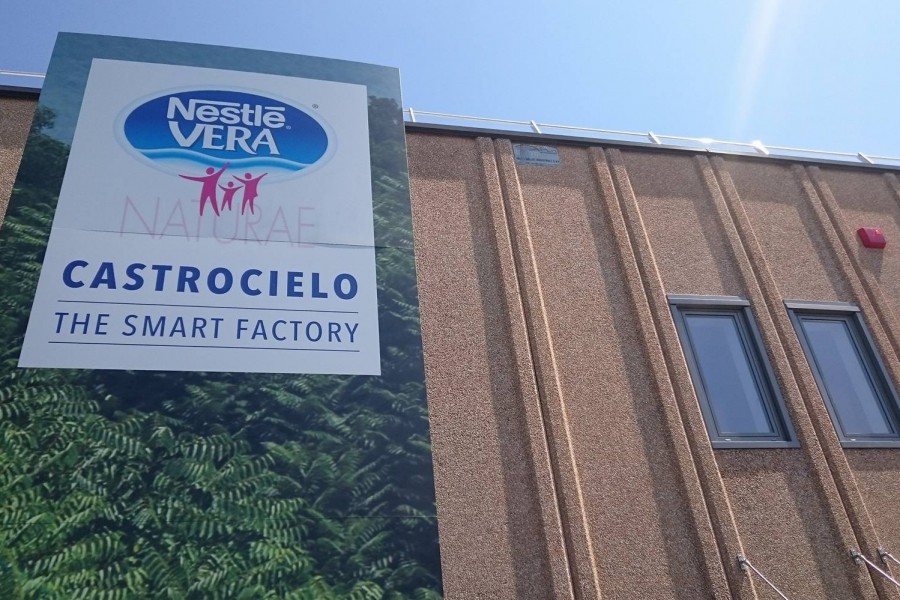 Nestlé
VERA
NATURAE
CASTROCIELO
THE SMART FACTORY